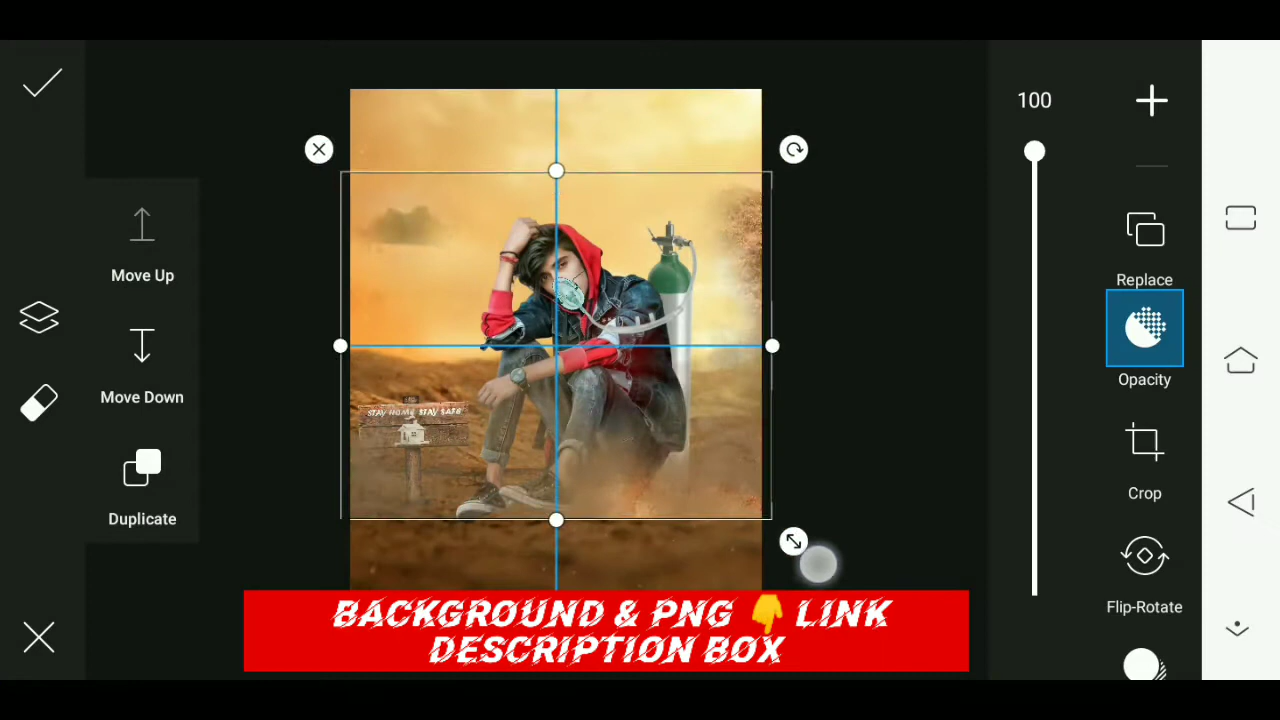 100
Move Up
Move Down
Duplicate
Replace
Opacity
Crop
Flip-Rotate
STAY HOME STAY SAFE
BACKGROUND & PNG 👇 LINK
DESCRIPTION BOX